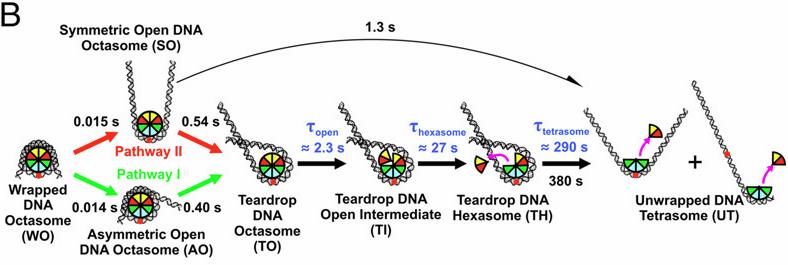 B
Symmetric Open DNA
Octasome (SO)
1.3 s
0.015 s
0.54 s
Pathway II
Pathway I
0.014 s
0.40 s
Wrapped
DNA
Octasome
(WO)
Asymmetric Open
DNA Octasome (AO)
Teardrop
DNA
Octasome
(TO)
τopen
≈ 2.3 s
Teardrop DNA
Open Intermediate
(TI)
τhexasome
≈ 27 s
Teardrop DNA
Hexasome (TH)
τtetrasome
≈ 290 s
380 s
+
Unwrapped DNA
Tetrasome (UT)